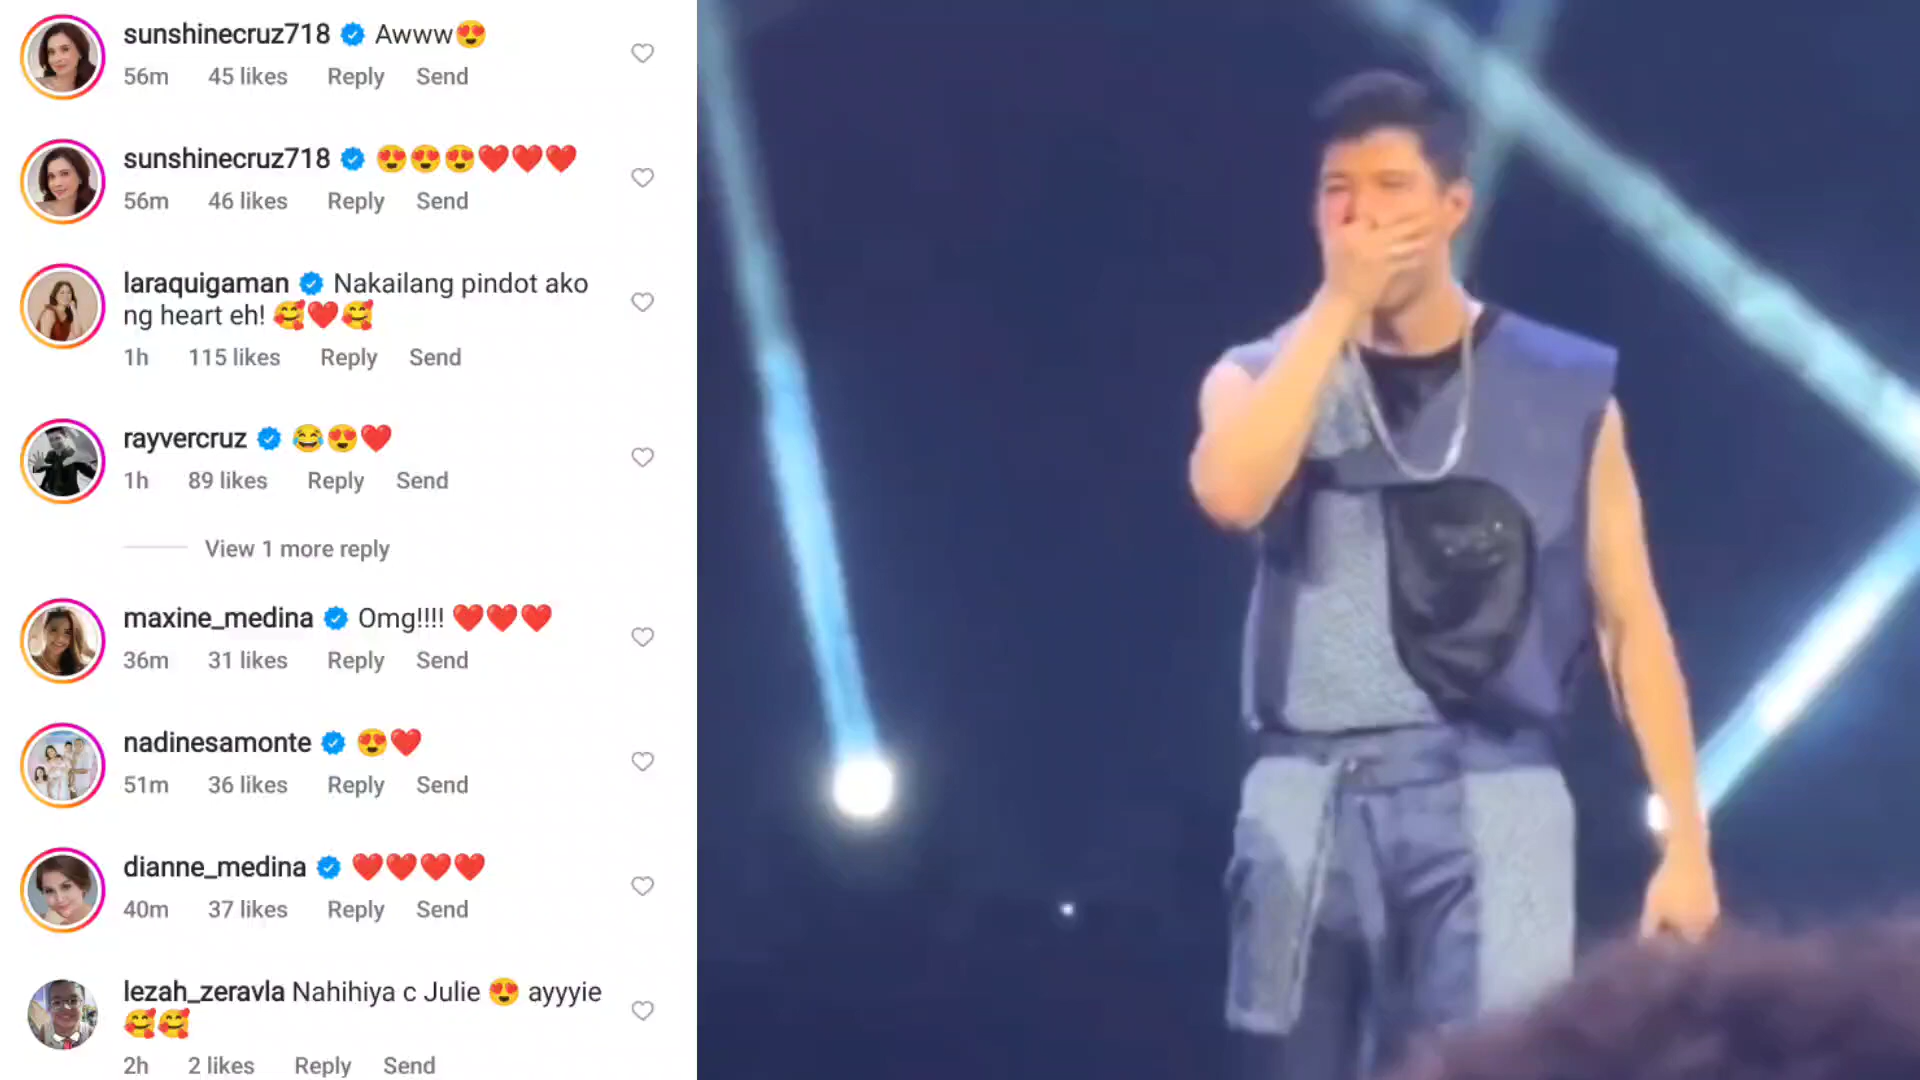 sunshinecruz718 Awww😍
56m 45 likes Reply Send
sunshinecruz718 😍😍😍❤️❤️❤️
56m 46 likes Reply Send
laraquigaman Nakailang pindot ako
ng heart eh! 🥰❤️🥰
1h 115 likes Reply Send
rayvercruz 😂😍❤️
1h 89 likes Reply Send
View 1 more reply
maxine_medina Omg!!!! ❤️❤️❤️
36m 31 likes Reply Send
nadinesamonte 😍❤️
51m 36 likes Reply Send
dianne_medina ❤️❤️❤️❤️
40m 37 likes Reply Send
lezah_zeravla Nahihiya c Julie 😍 ayyyie
🥰🥰
2h 2 likes Reply Send